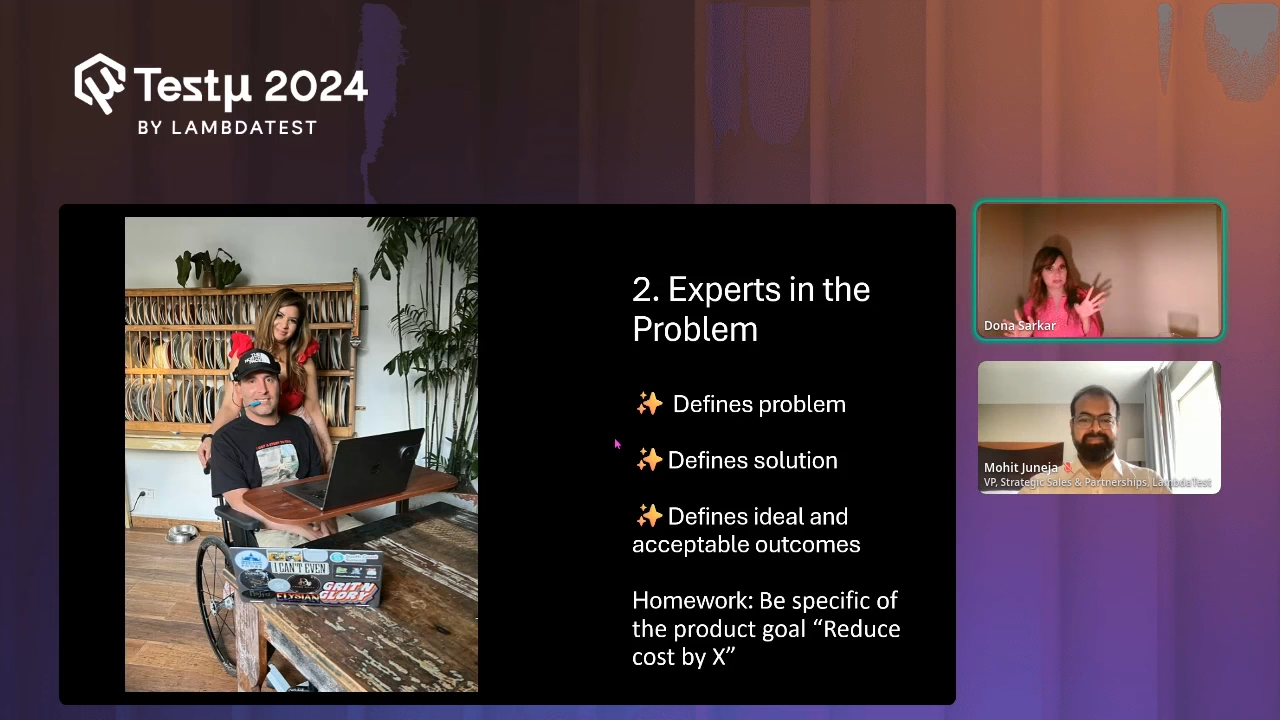 Testμ 2024
BY LAMBDATEST
2. Experts in the
Problem
✨ Defines problem
✨ Defines solution
✨ Defines ideal and
acceptable outcomes
Homework: Be specific of
the product goal “Reduce
cost by X”
I CAN'T EVEN
ELYSIAN
GRIT N
GLORY
Dona Sarkar
Mohit Juneja
VP, Strategic Sales & Partnerships, LambdaTest